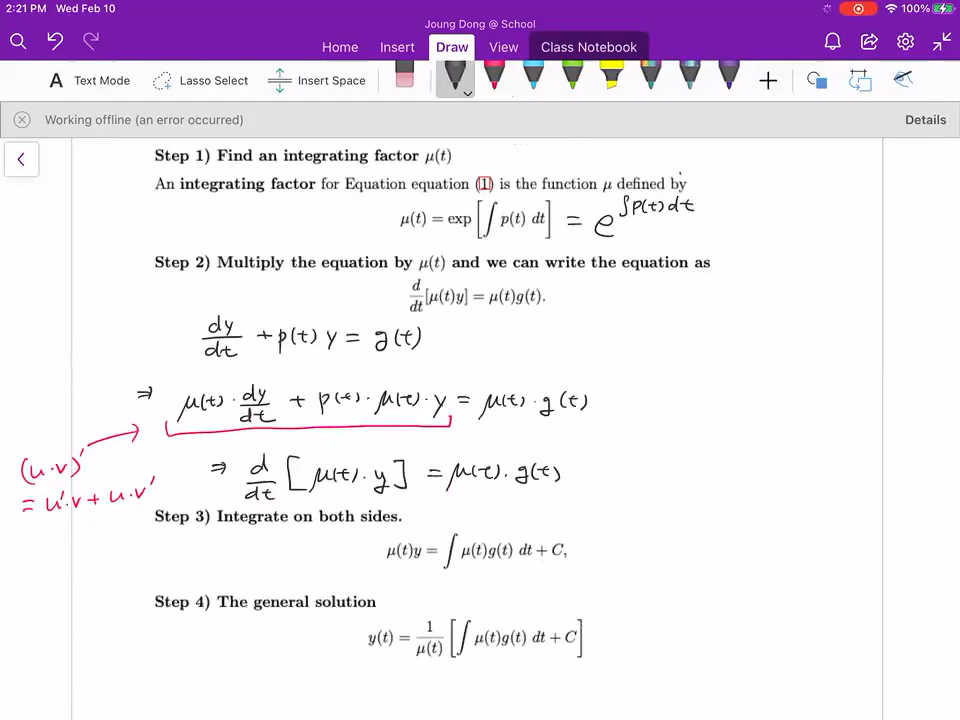 2:21 PM Wed Feb 10
100%
Joung Dong @ School
Home Insert Draw View Class Notebook
A Text Mode Lasso Select Insert Space
Working offline (an error occurred) Details
Step 1) Find an integrating factor μ(t)
An integrating factor for Equation equation (1) is the function μ defined by
μ(t) = exp[∫ p(t) dt] = e^{∫p(t)dt}
Step 2) Multiply the equation by μ(t) and we can write the equation as
d/dt[μ(t)y] = μ(t)g(t).
dy/dt + p(t) y = g(t)
⇒ μ(t) · dy/dt + p(t) · μ(t) · y = μ(t) · g(t)
(u·v)′
= u′·v + u·v′
⇒ d/dt [μ(t) · y] = μ(t) · g(t)
Step 3) Integrate on both sides.
μ(t)y = ∫ μ(t)g(t) dt + C,
Step 4) The general solution
y(t) = 1/μ(t) [∫ μ(t)g(t) dt + C]